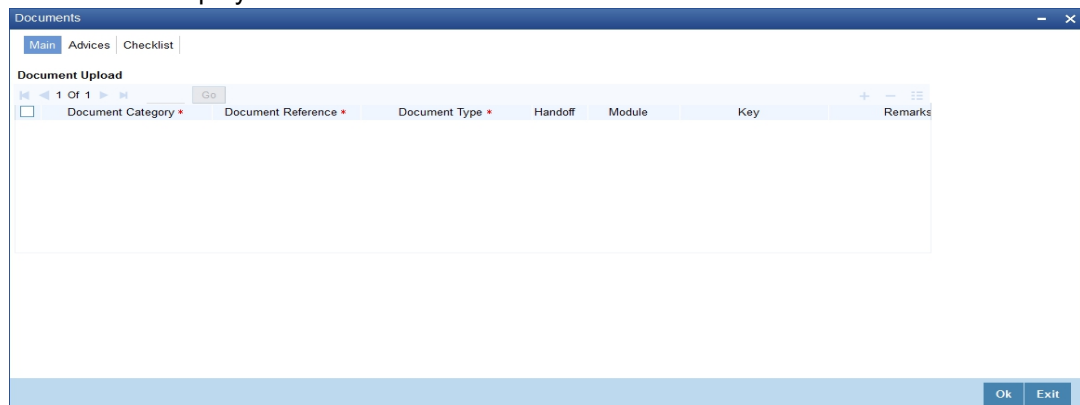 Documents
Main Advices Checklist
Document Upload
1 Of 1 Go
Document Category * Document Reference * Document Type * Handoff Module Key Remarks
Ok Exit